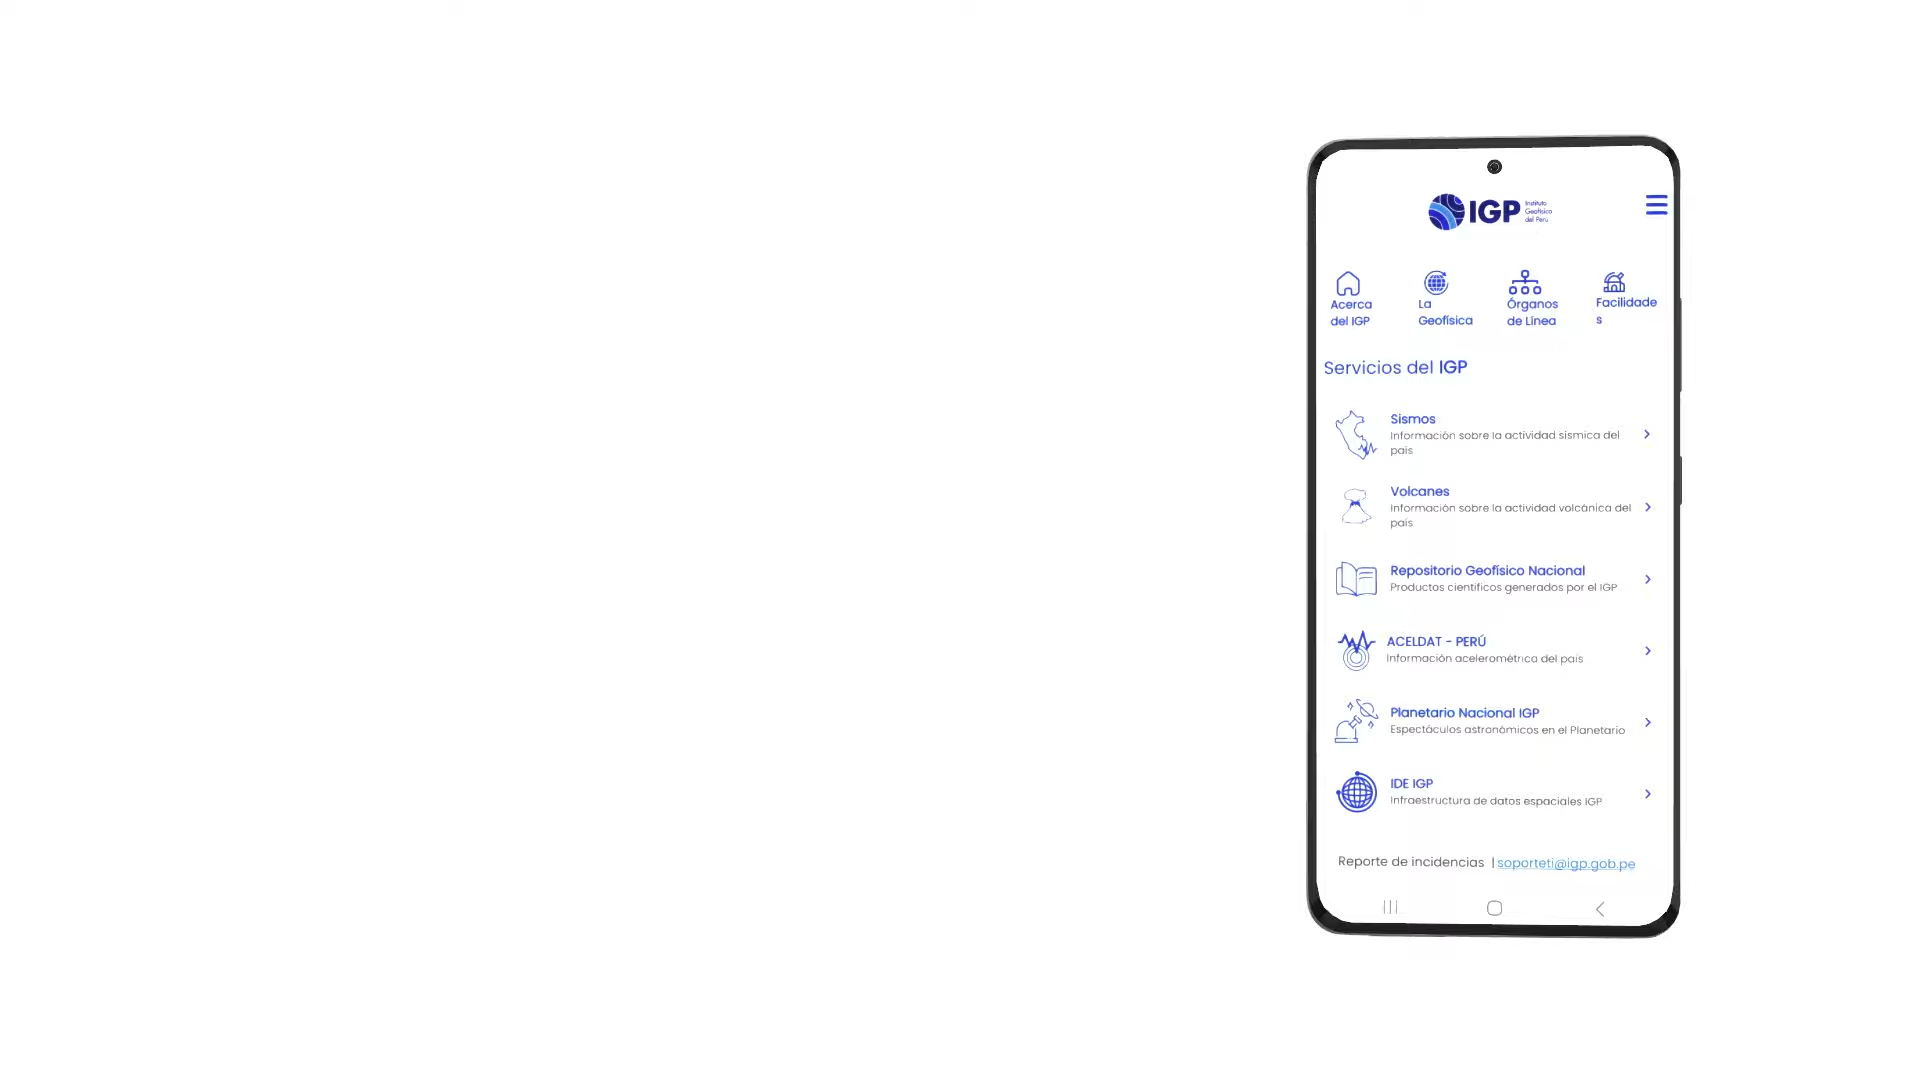 IGP
Instituto
Geofísico
del Perú
Acerca
del IGP
La
Geofísica
Órganos
de Línea
Facilidade
s
Servicios del IGP
Sismos
Información sobre la actividad sísmica del
país
Volcanes
Información sobre la actividad volcánica del
país
Repositorio Geofísico Nacional
Productos científicos generados por el IGP
ACELDAT - PERÚ
Información acelerométrica del país
Planetario Nacional IGP
Espectáculos astronómicos en el Planetario
IDE IGP
Infraestructura de datos espaciales IGP
Reporte de incidencias | soporteti@igp.gob.pe